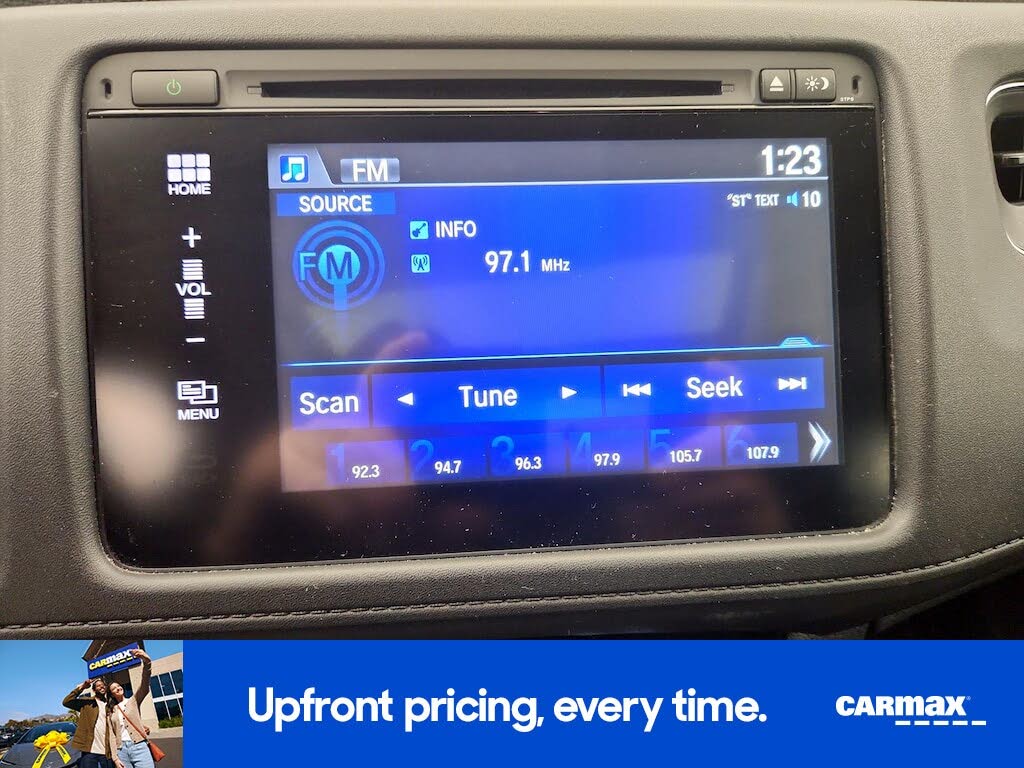 STPS
HOME
FM
1:23
SOURCE
"ST" TEXT 10
INFO
FM
97.1 MHz
VOL
MENU
Scan
Tune
Seek
1 92.3
2 94.7
3 96.3
4 97.9
5 105.7
6 107.9
CARMAX
Upfront pricing, every time.
CARMAX